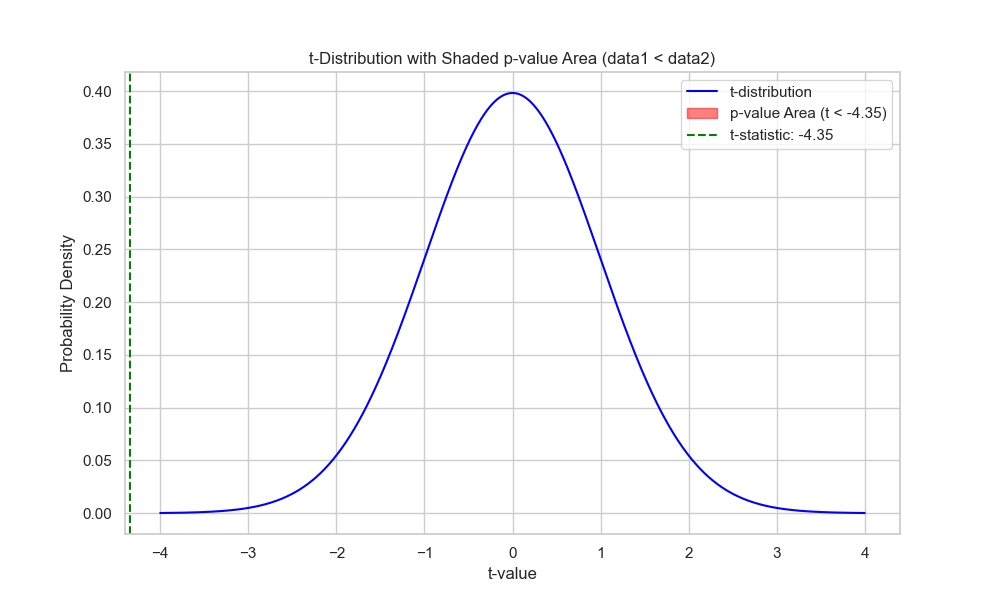 t-Distribution with Shaded p-value Area (data1 < data2)
t-distribution
p-value Area (t < -4.35)
t-statistic: -4.35
Probability Density
0.40
0.35
0.30
0.25
0.20
0.15
0.10
0.05
0.00
−4 −3 −2 −1 0 1 2 3 4
t-value